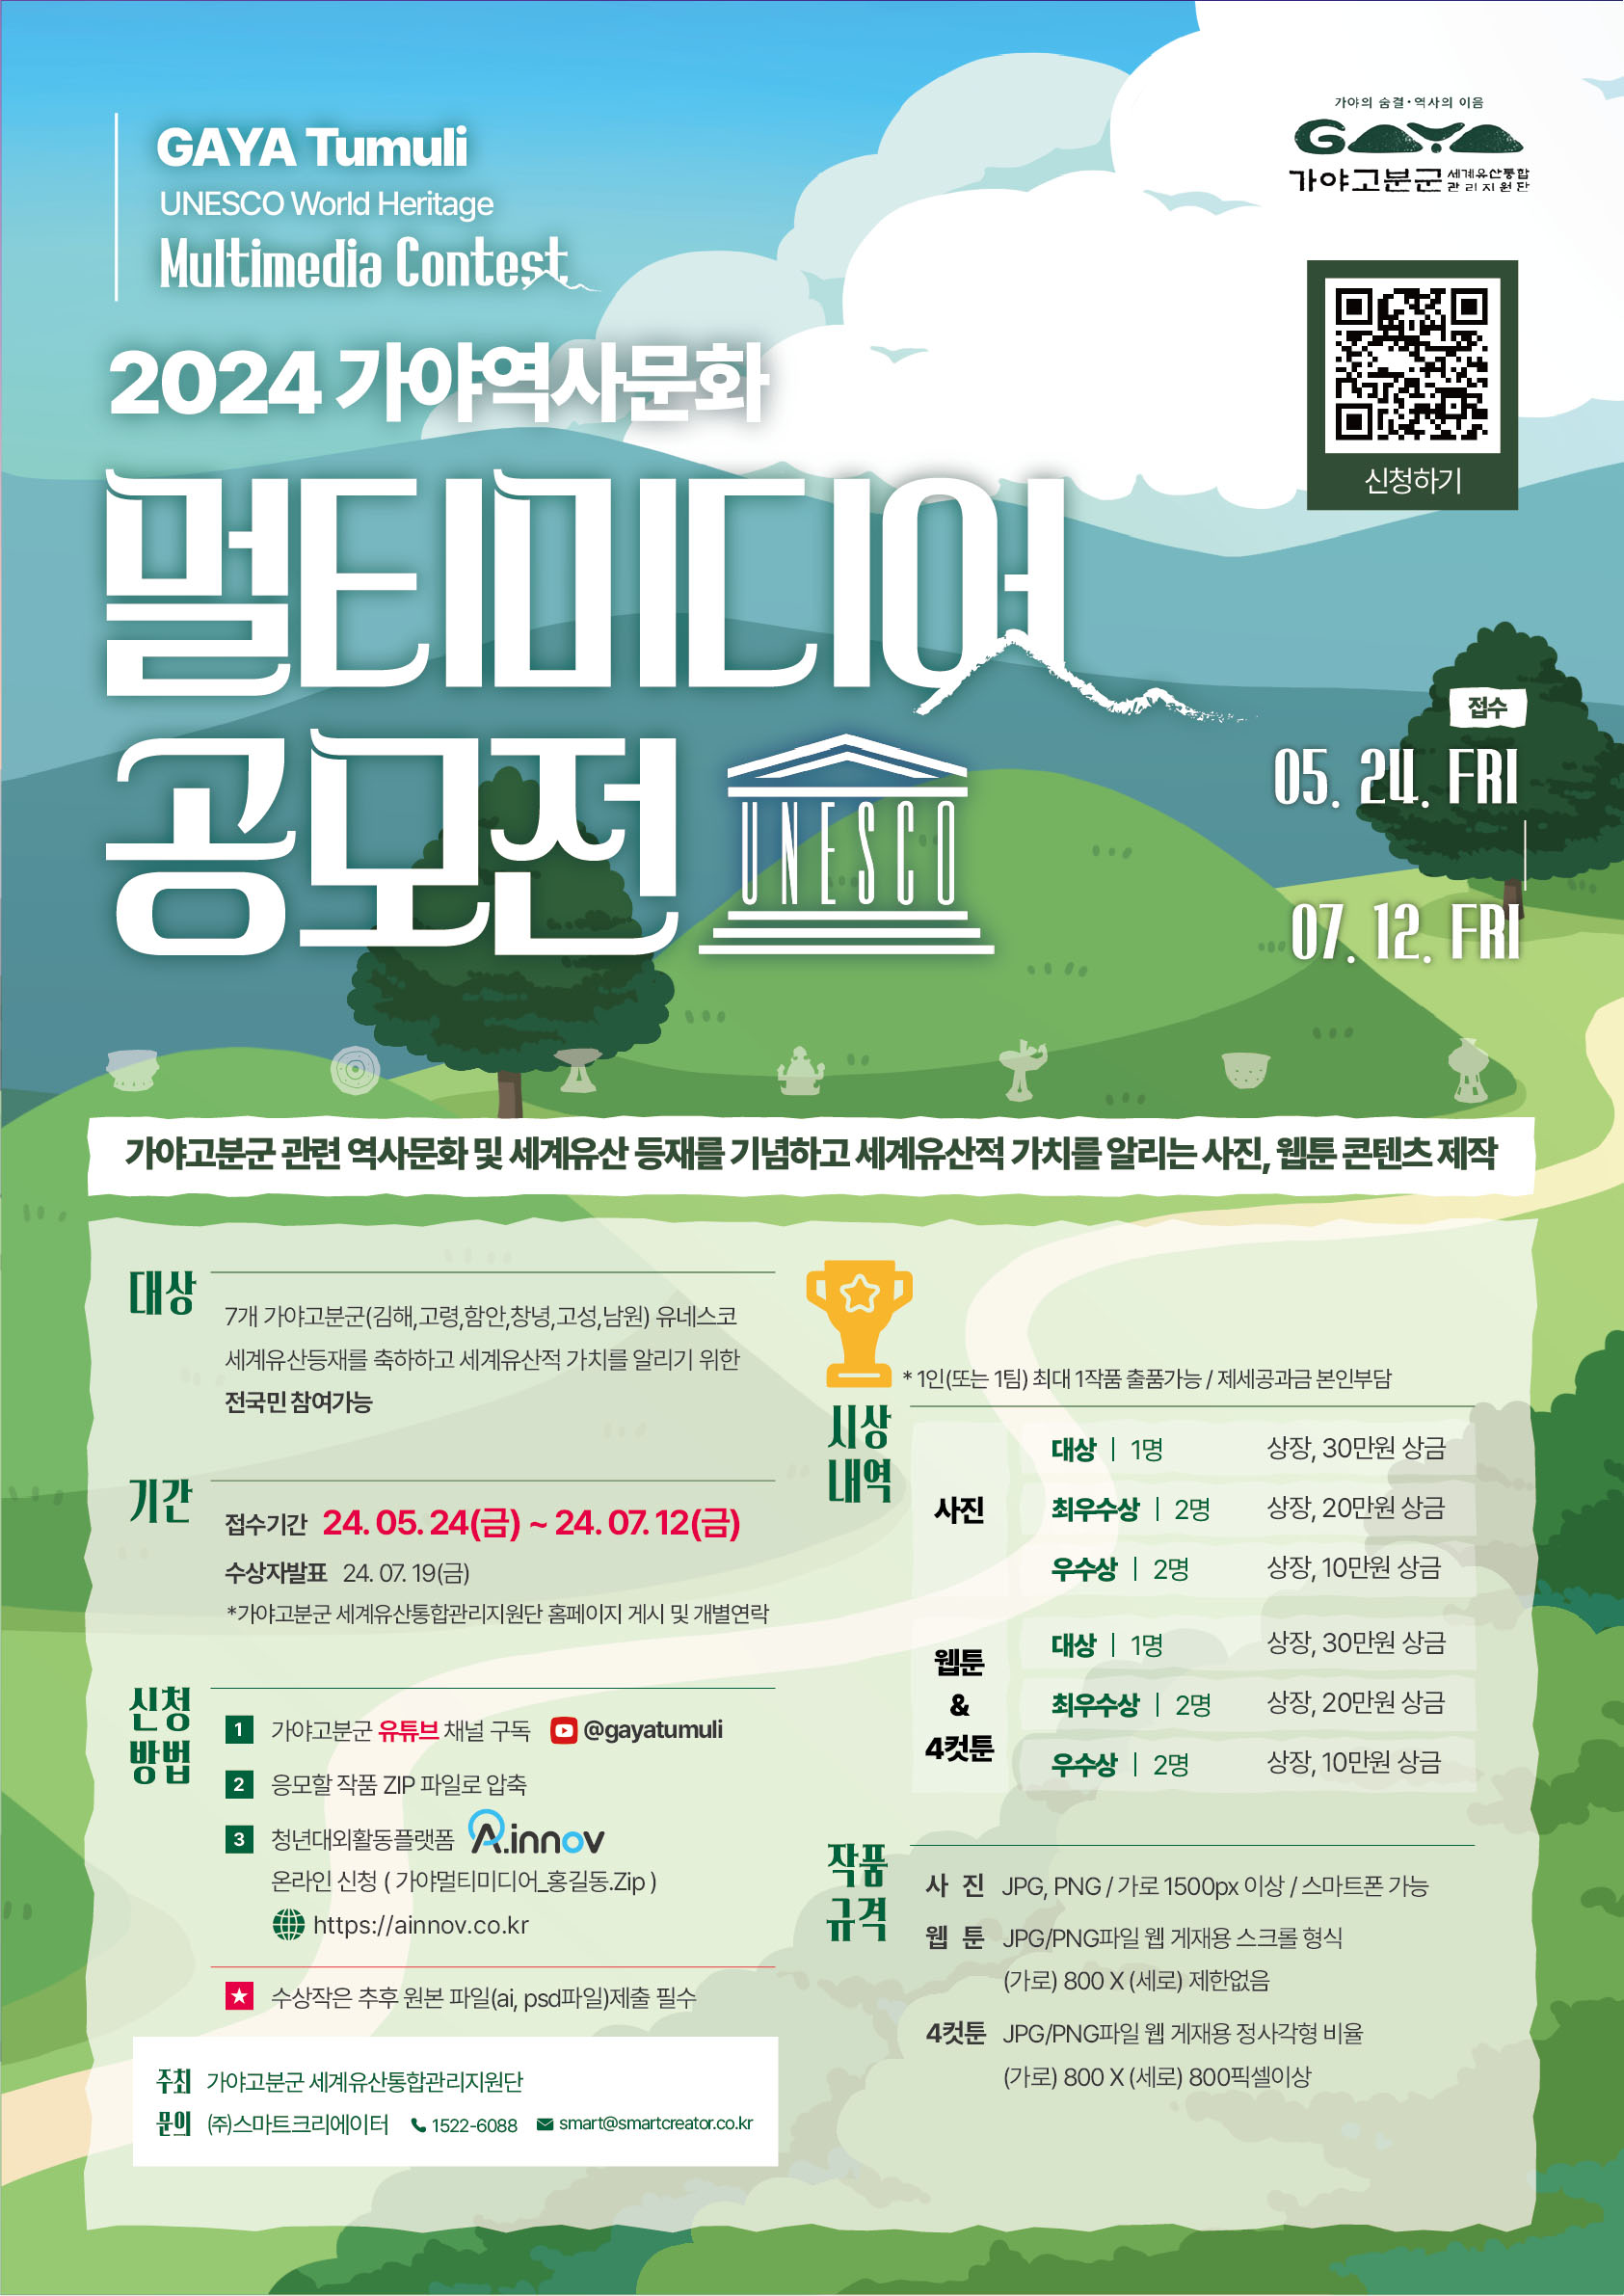 GAYA Tumuli
UNESCO World Heritage
Multimedia Contest
가야의 숨결·역사의 이음
GAYA
가야고분군 세계유산통합
관리지원단
신청하기
2024 가야역사문화
멀티미디어
공모전
UNESCO
접수
05. 24. FRI
07. 12. FRI
가야고분군 관련 역사문화 및 세계유산 등재를 기념하고 세계유산적 가치를 알리는 사진, 웹툰 콘텐츠 제작
대상
7개 가야고분군(김해,고령,함안,창녕,고성,남원) 유네스코
세계유산등재를 축하하고 세계유산적 가치를 알리기 위한
전국민 참여가능
기간
접수기간 24. 05. 24(금) ~ 24. 07. 12(금)
수상자발표 24. 07. 19(금)
*가야고분군 세계유산통합관리지원단 홈페이지 게시 및 개별연락
신청
방법
1 가야고분군 유튜브 채널 구독 @gayatumuli
2 응모할 작품 ZIP 파일로 압축
3 청년대외활동플랫폼 A.innov
온라인 신청 ( 가야멀티미디어_홍길동.Zip )
https://ainnov.co.kr
수상작은 추후 원본 파일(ai, psd파일)제출 필수
주최 가야고분군 세계유산통합관리지원단
문의 ㈜스마트크리에이터 1522-6088 smart@smartcreator.co.kr
* 1인(또는 1팀) 최대 1작품 출품가능 / 제세공과금 본인부담
시상
내역
사진
대상 | 1명 상장, 30만원 상금
최우수상 | 2명 상장, 20만원 상금
우수상 | 2명 상장, 10만원 상금
웹툰
&
4컷툰
대상 | 1명 상장, 30만원 상금
최우수상 | 2명 상장, 20만원 상금
우수상 | 2명 상장, 10만원 상금
작품
규격
사 진 JPG, PNG / 가로 1500px 이상 / 스마트폰 가능
웹 툰 JPG/PNG파일 웹 게재용 스크롤 형식
(가로) 800 X (세로) 제한없음
4컷툰 JPG/PNG파일 웹 게재용 정사각형 비율
(가로) 800 X (세로) 800픽셀이상